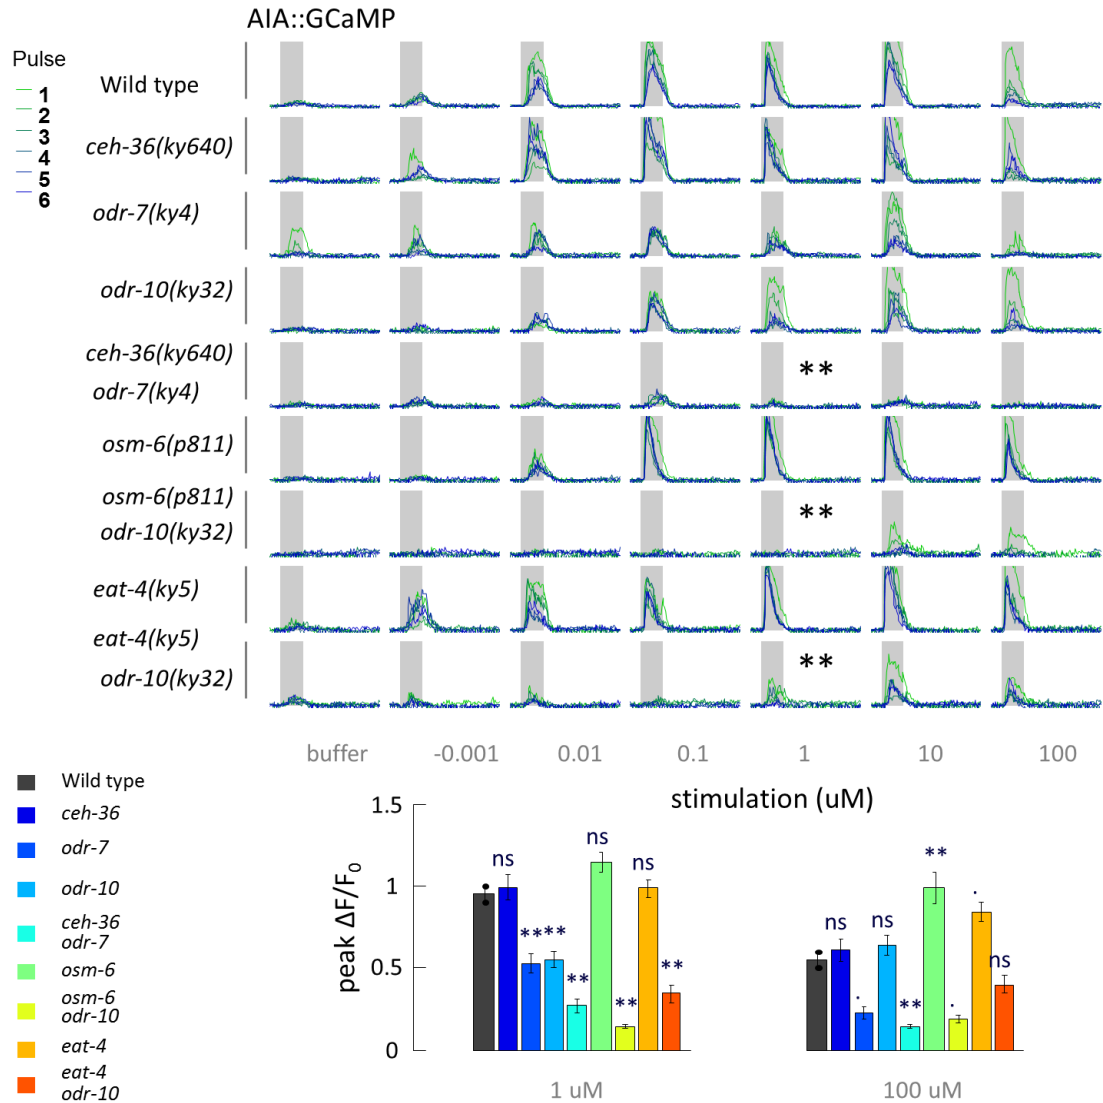 AIA::GCaMP
Pulse
1
2
3
4
5
6
Wild type
ceh-36(ky640)
odr-7(ky4)
odr-10(ky32)
ceh-36(ky640)
**
odr-7(ky4)
osm-6(p811)
osm-6(p811)
**
odr-10(ky32)
eat-4(ky5)
eat-4(ky5)
**
odr-10(ky32)
buffer -0.001 0.01 0.1 1 10 100
stimulation (uM)
Wild type
ceh-36
odr-7
odr-10
ceh-36
odr-7
osm-6
osm-6
odr-10
eat-4
eat-4
odr-10
peak ΔF/F0
1.5
1
0.5
0
ns ** ** ** ns ** ns **
1 uM
ns . ns ** ** . . ns
100 uM